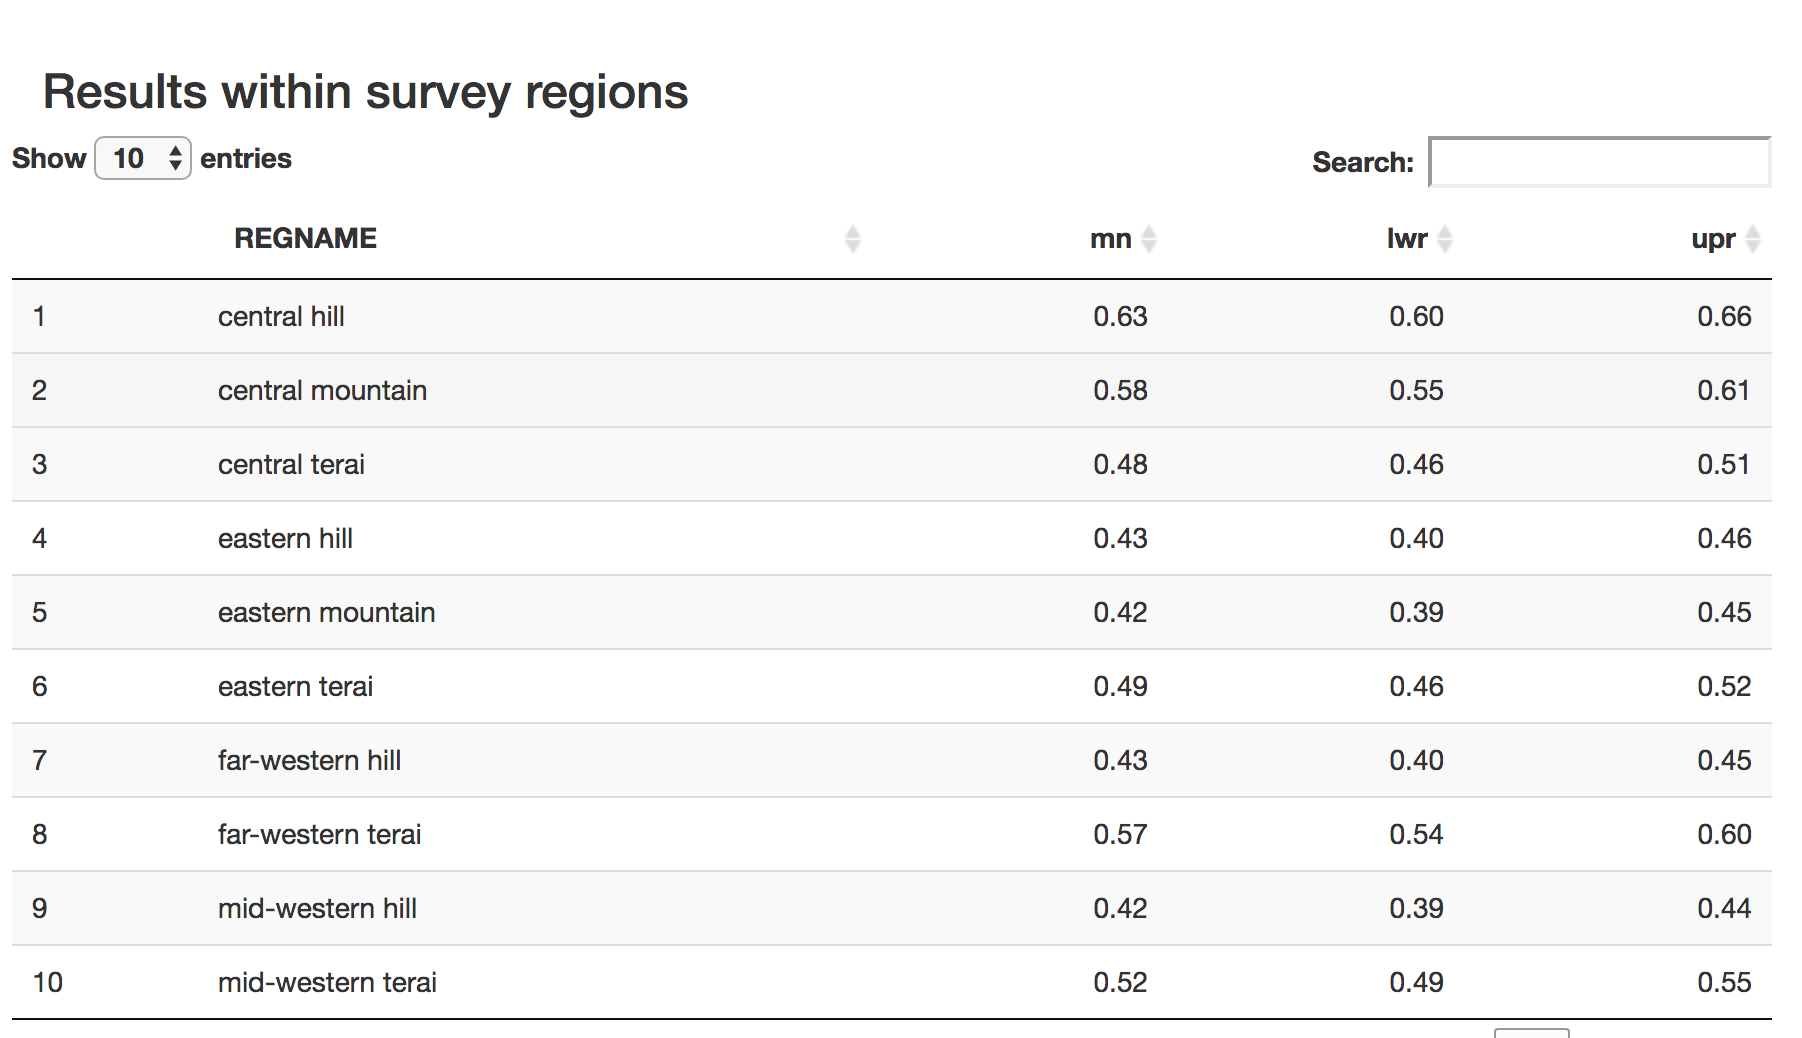 Results within survey regions
Show 10 entries Search:
REGNAME mn lwr upr
1 central hill 0.63 0.60 0.66
2 central mountain 0.58 0.55 0.61
3 central terai 0.48 0.46 0.51
4 eastern hill 0.43 0.40 0.46
5 eastern mountain 0.42 0.39 0.45
6 eastern terai 0.49 0.46 0.52
7 far-western hill 0.43 0.40 0.45
8 far-western terai 0.57 0.54 0.60
9 mid-western hill 0.42 0.39 0.44
10 mid-western terai 0.52 0.49 0.55